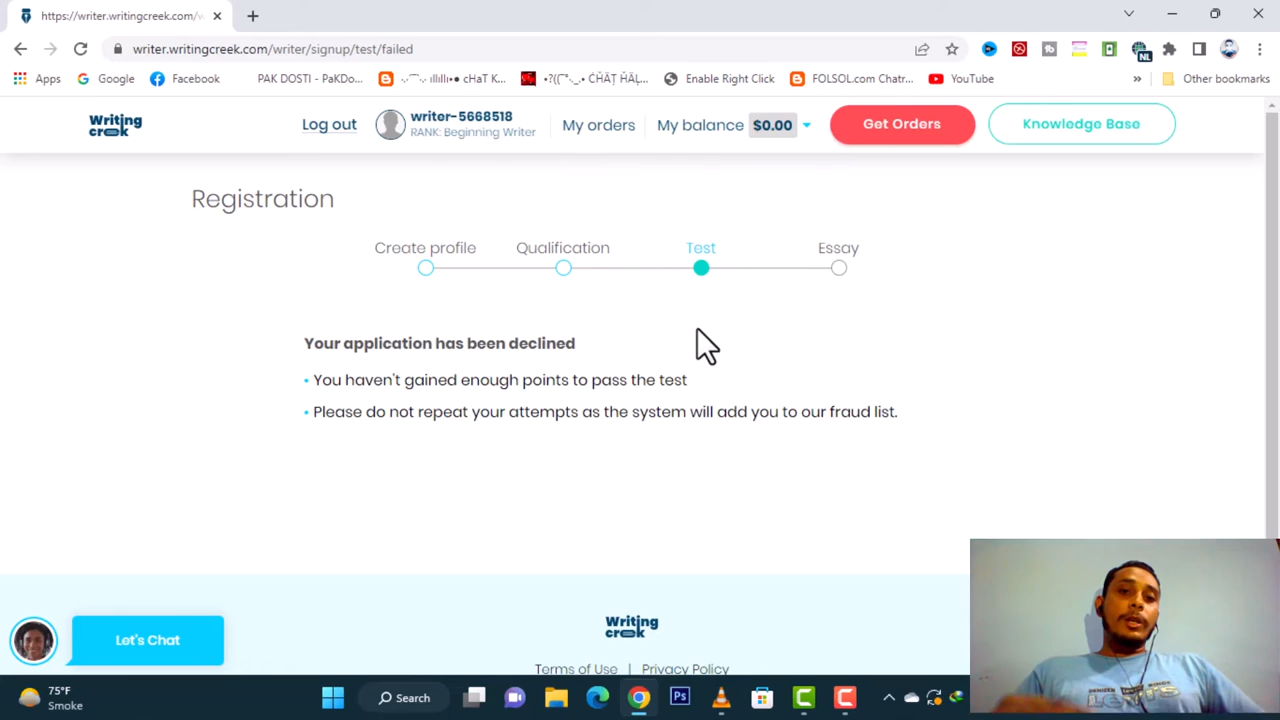 https://writer.writingcreek.com/w
writer.writingcreek.com/writer/signup/test/failed
NL
Apps
Google
Facebook
PAK DOSTI - PaKDo...
Enable Right Click
FOLSOL.com Chatr...
YouTube
»
Other bookmarks
Writing creek
Log out
writer-5668518
RANK: Beginning Writer
My orders
My balance $0.00
Get Orders
Knowledge Base
Registration
Create profile
Qualification
Test
Essay
Your application has been declined
• You haven't gained enough points to pass the test
• Please do not repeat your attempts as the system will add you to our fraud list.
Let's Chat
Writing creek
Terms of Use | Privacy Policy
75°F
Smoke
Search
Ps